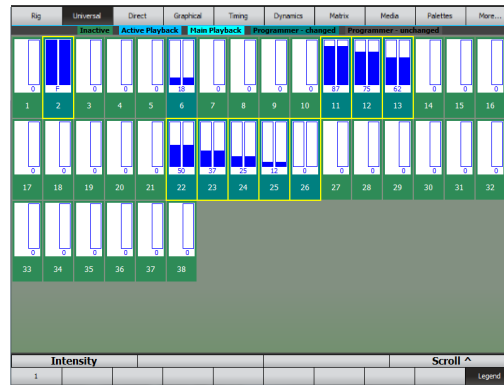 Rig Universal Direct Graphical Timing Dynamics Matrix Media Palettes More...
Inactive Active Playback Main Playback Programmer - changed Programmer - unchanged
0 F 0 0 0 18 0 0 0 0 87 75 62 0 0 0
1 2 3 4 5 6 7 8 9 10 11 12 13 14 15 16
0 0 0 0 0 50 37 25 12 0 0 0 0 0 0 0
17 18 19 20 21 22 23 24 25 26 27 28 29 30 31 32
0 0 0 0 0 0
33 34 35 36 37 38
Intensity Scroll ^
1 Legend